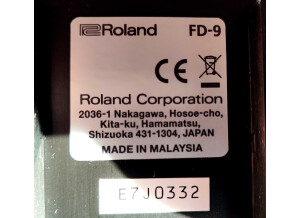 Roland FD-9
CE
Roland Corporation
2036-1 Nakagawa, Hosoe-cho,
Kita-ku, Hamamatsu,
Shizuoka 431-1304, JAPAN
MADE IN MALAYSIA
E7J0332